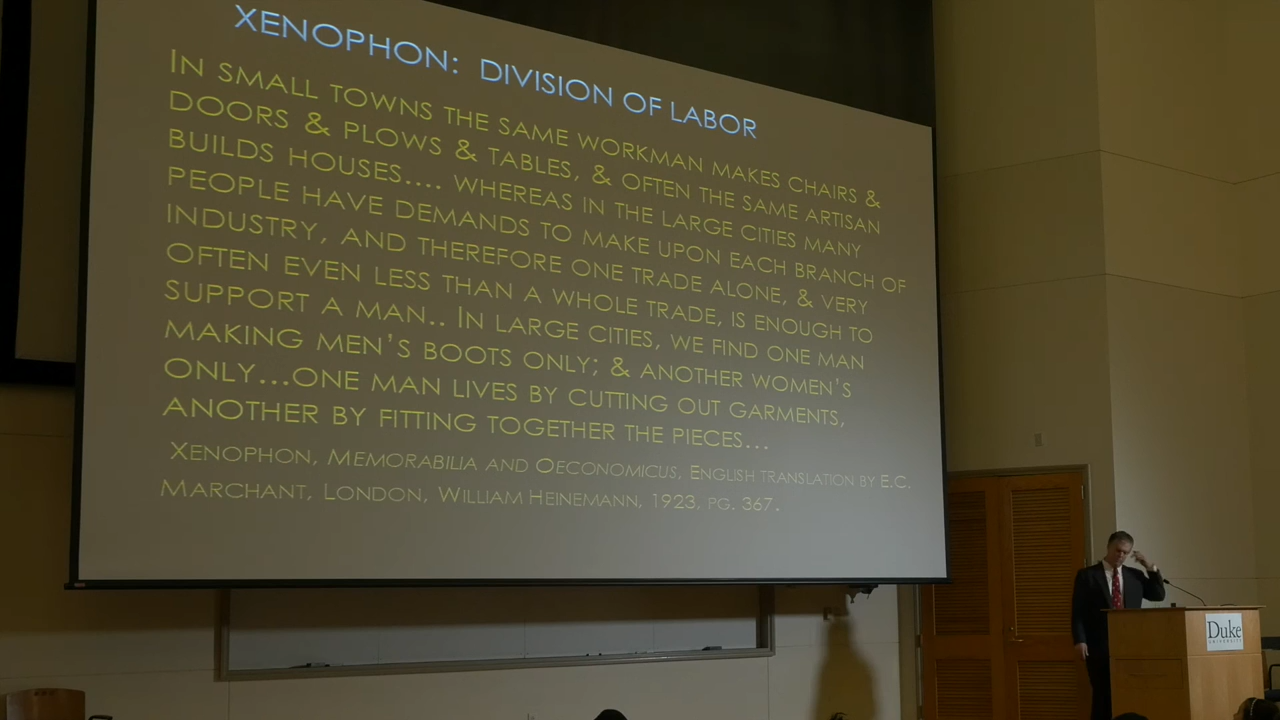 XENOPHON: DIVISION OF LABOR
IN SMALL TOWNS THE SAME WORKMAN MAKES CHAIRS &
DOORS & PLOWS & TABLES, & OFTEN THE SAME ARTISAN
BUILDS HOUSES.... WHEREAS IN THE LARGE CITIES MANY
PEOPLE HAVE DEMANDS TO MAKE UPON EACH BRANCH OF
INDUSTRY, AND THEREFORE ONE TRADE ALONE, & VERY
OFTEN EVEN LESS THAN A WHOLE TRADE, IS ENOUGH TO
SUPPORT A MAN.. IN LARGE CITIES, WE FIND ONE MAN
MAKING MEN'S BOOTS ONLY; & ANOTHER WOMEN'S
ONLY...ONE MAN LIVES BY CUTTING OUT GARMENTS,
ANOTHER BY FITTING TOGETHER THE PIECES...
XENOPHON, MEMORABILIA AND OECONOMICUS, ENGLISH TRANSLATION BY E.C.
MARCHANT, LONDON, WILLIAM HEINEMANN, 1923, PG. 367.
Duke
UNIVERSITY